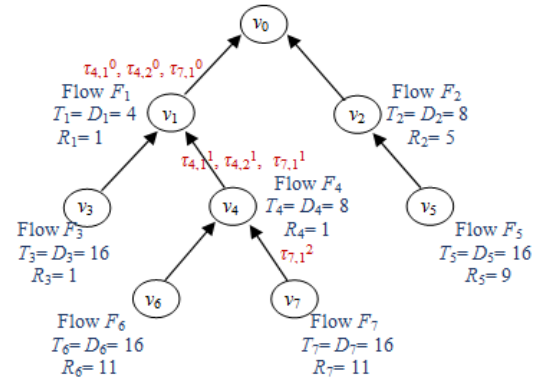 v0
τ4,1^0, τ4,2^0, τ7,1^0
Flow F1
T1= D1= 4
R1= 1
v1
v2
Flow F2
T2= D2= 8
R2= 5
τ4,1^1, τ4,2^1, τ7,1^1
v3
Flow F3
T3= D3= 16
R3= 1
v4
Flow F4
T4= D4= 8
R4= 1
v5
Flow F5
T5= D5= 16
R5= 9
τ7,1^2
v6
Flow F6
T6= D6= 16
R6= 11
v7
Flow F7
T7= D7= 16
R7= 11